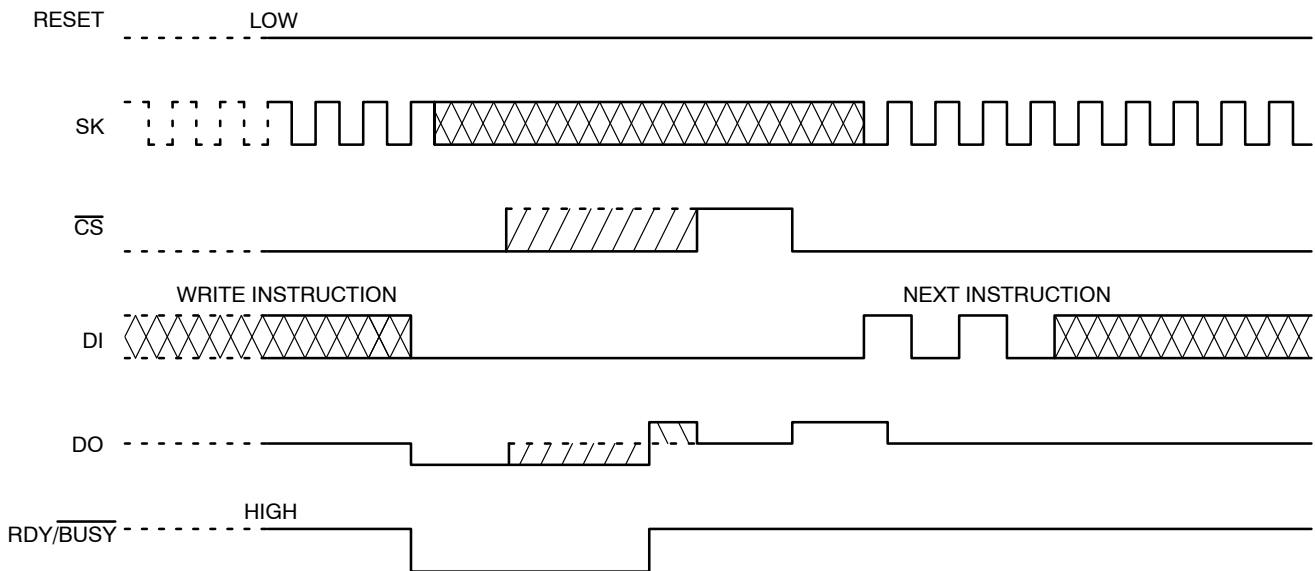 RESET
LOW
SK
CS
WRITE INSTRUCTION
NEXT INSTRUCTION
DI
DO
HIGH
RDY/BUSY